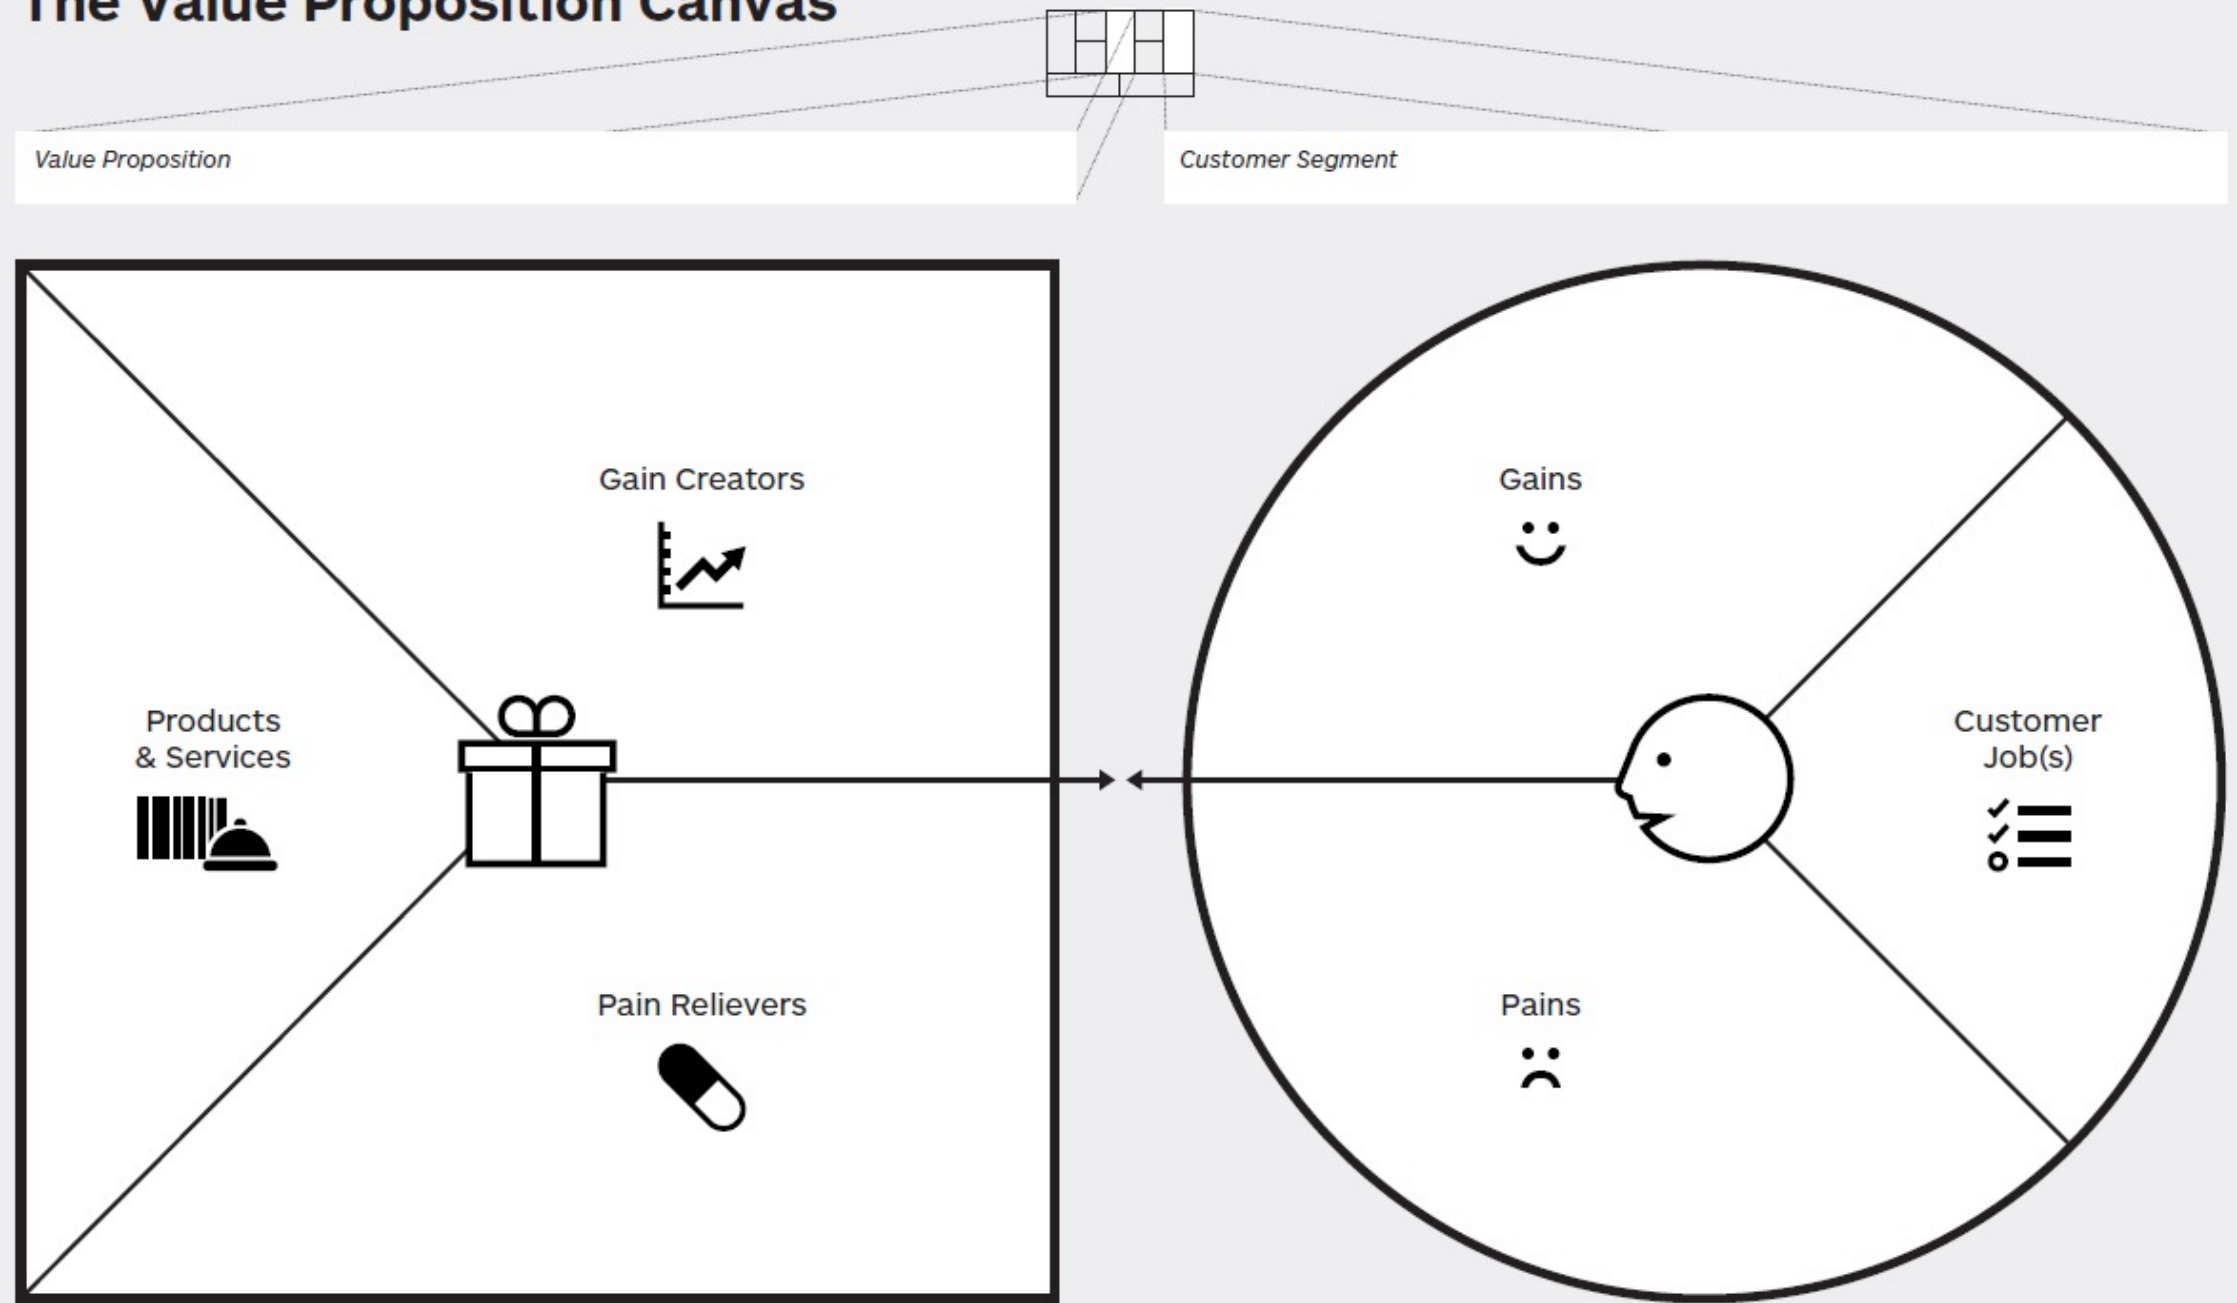 The Value Proposition Canvas
Value Proposition
Customer Segment
Gain Creators
Products
& Services
Pain Relievers
Gains
Customer
Job(s)
Pains